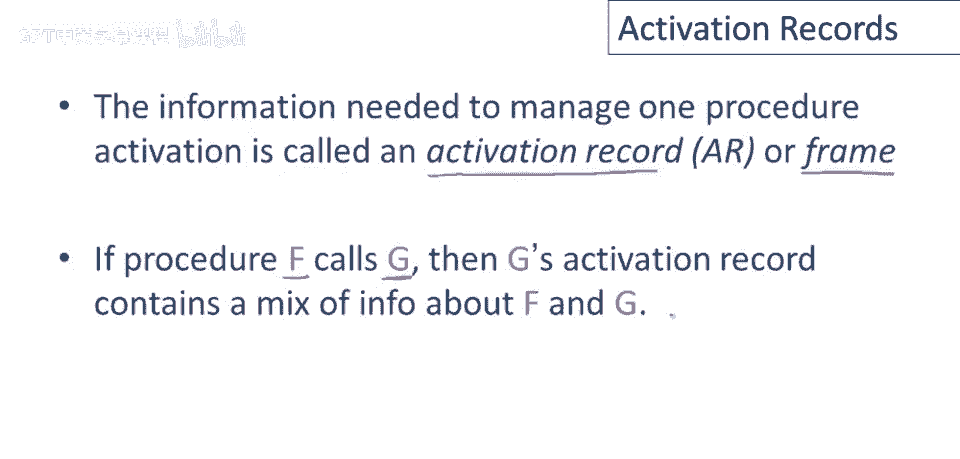 Activation Records
• The information needed to manage one procedure
activation is called an activation record (AR) or frame
• If procedure F calls G, then G’s activation record
contains a mix of info about F and G.